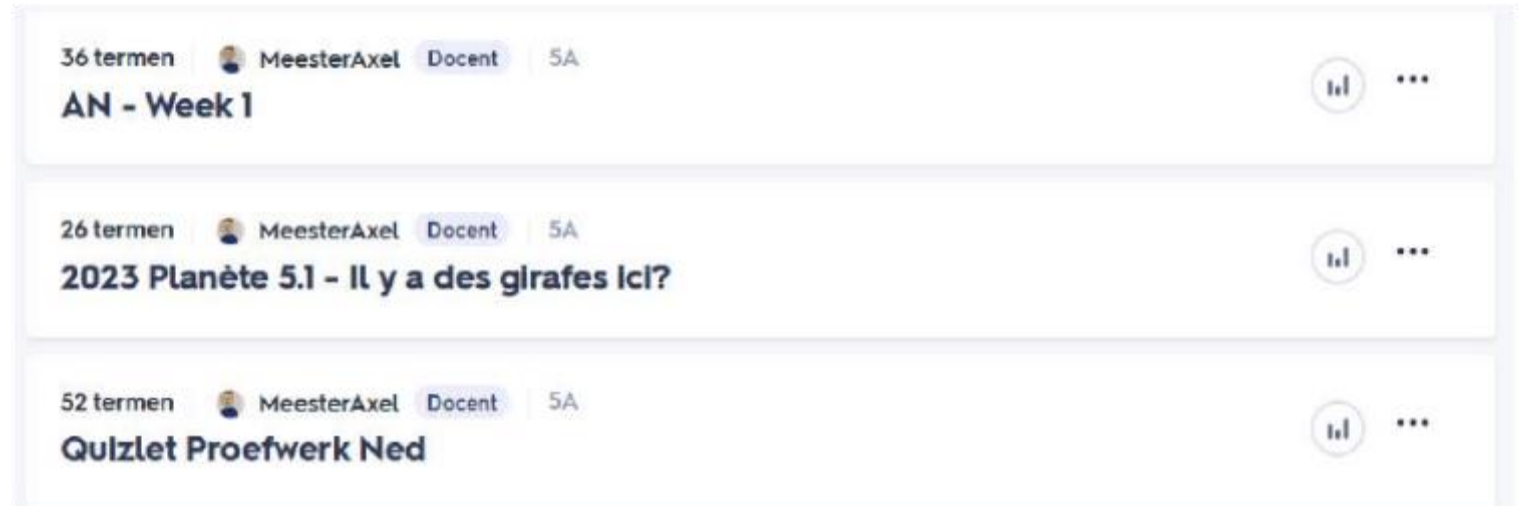 36 termen MeesterAxel Docent 5A
AN - Week 1
26 termen MeesterAxel Docent 5A
2023 Planète 5.1 - Il y a des girafes ici?
52 termen MeesterAxel Docent 5A
Quizlet Proefwerk Ned